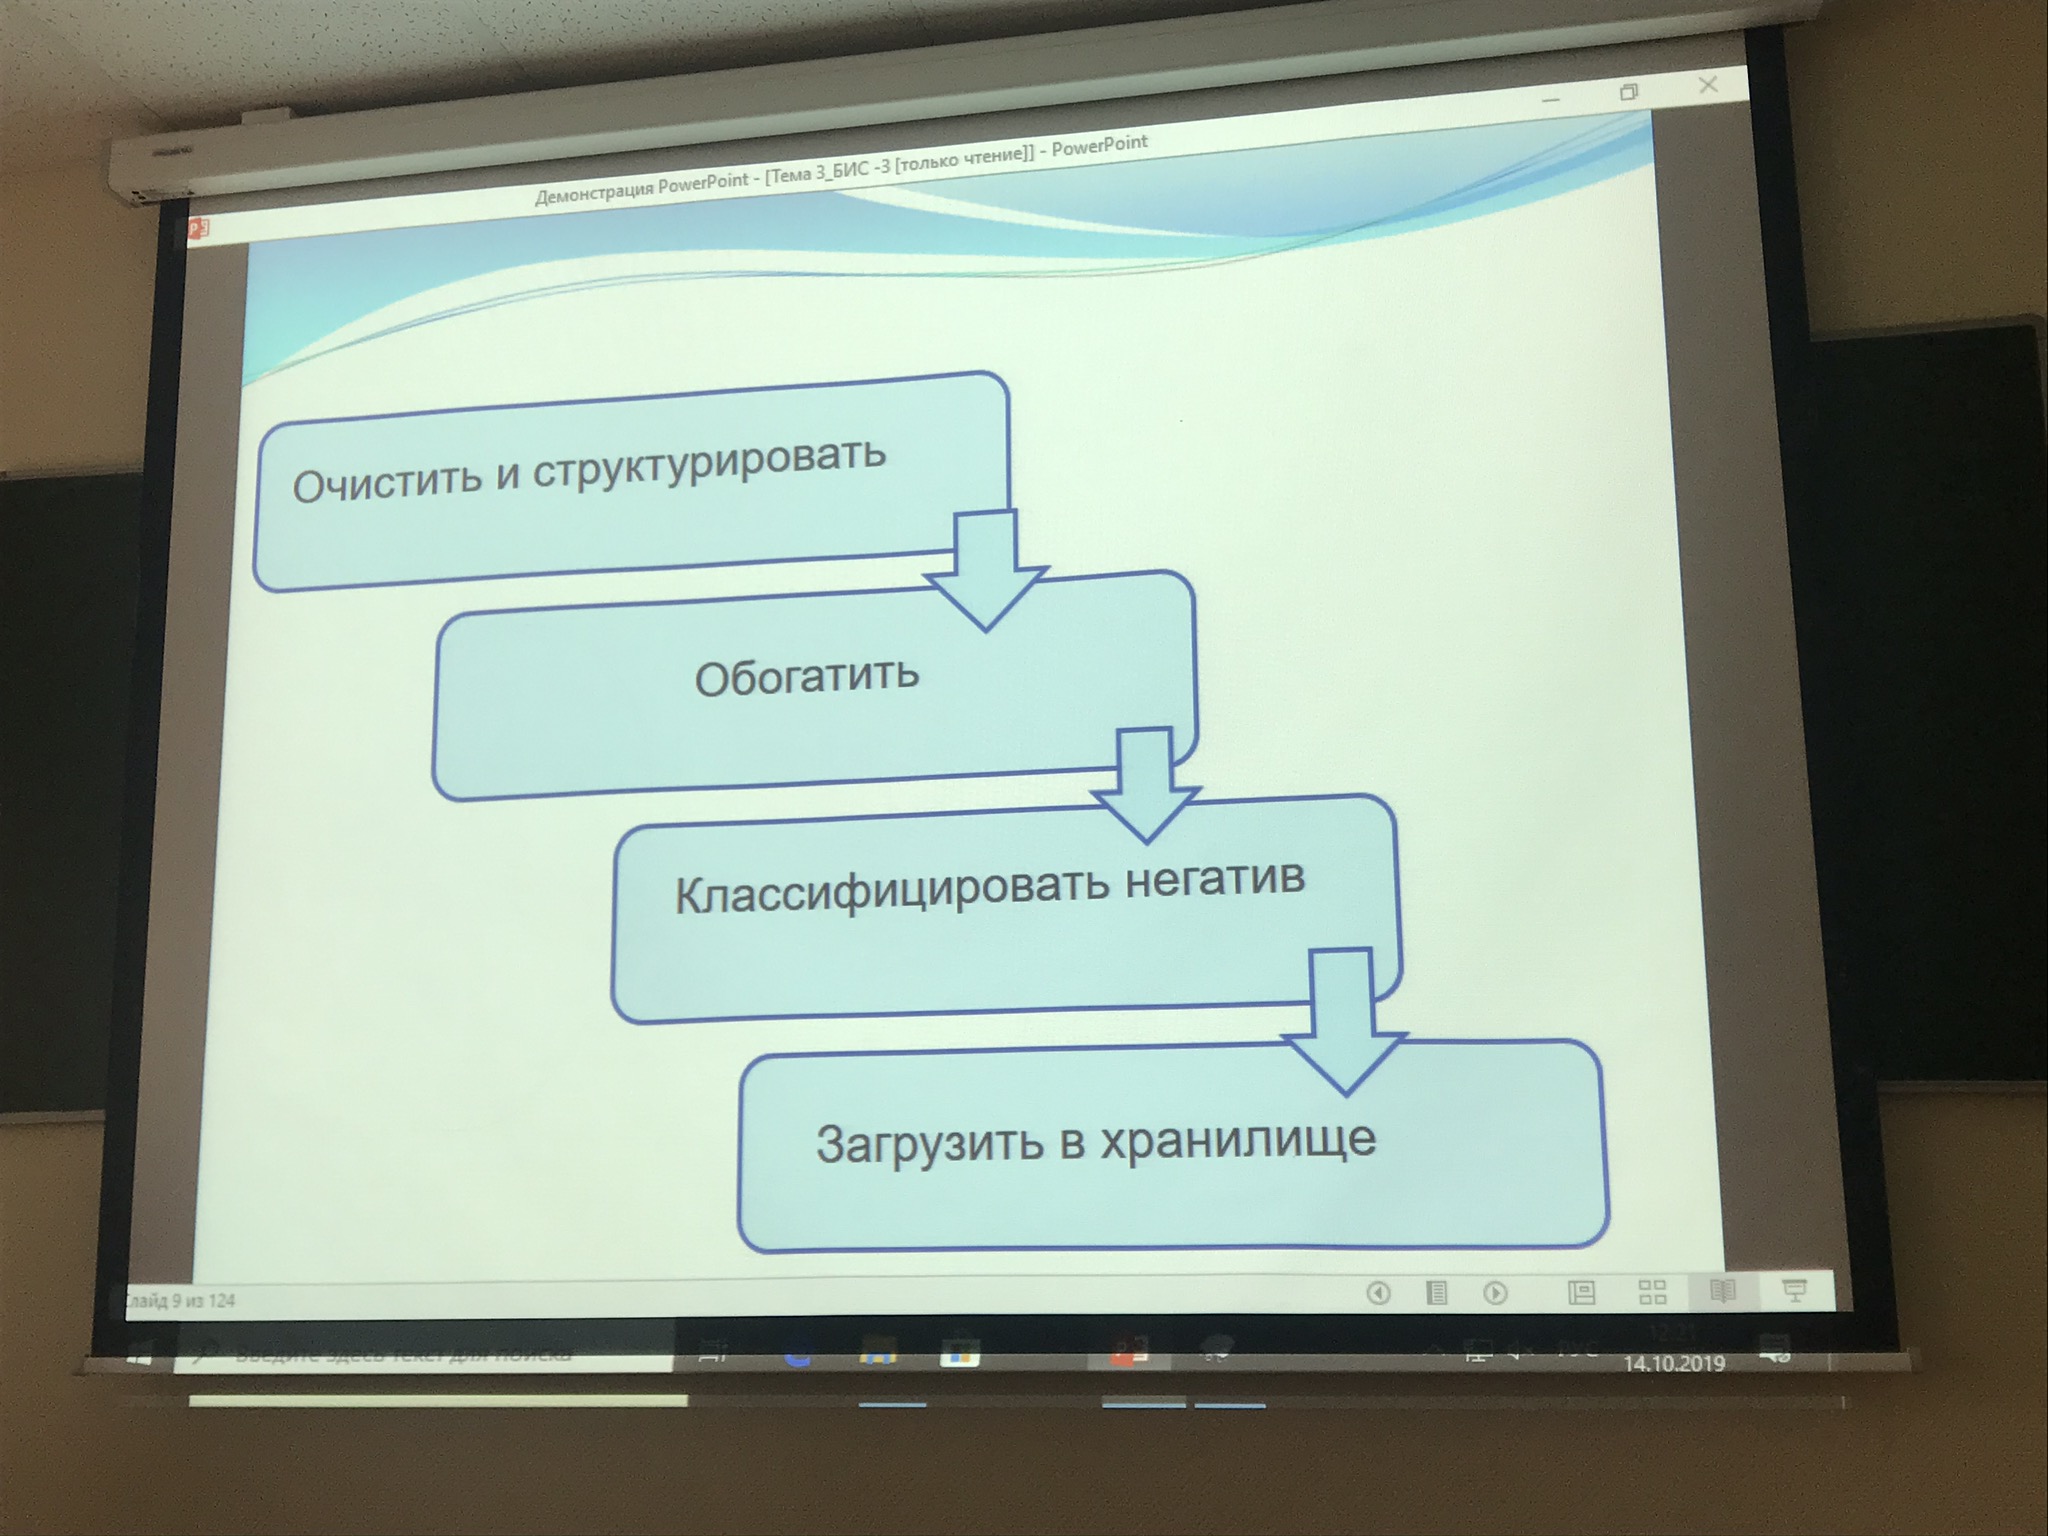 Демонстрация PowerPoint - [Тема 3_БИС -3 [только чтение]] - PowerPoint
Очистить и структурировать
Обогатить
Классифицировать негатив
Загрузить в хранилище
Слайд 9 из 124
Введите здесь текст для поиска
РУС
12:21
14.10.2019